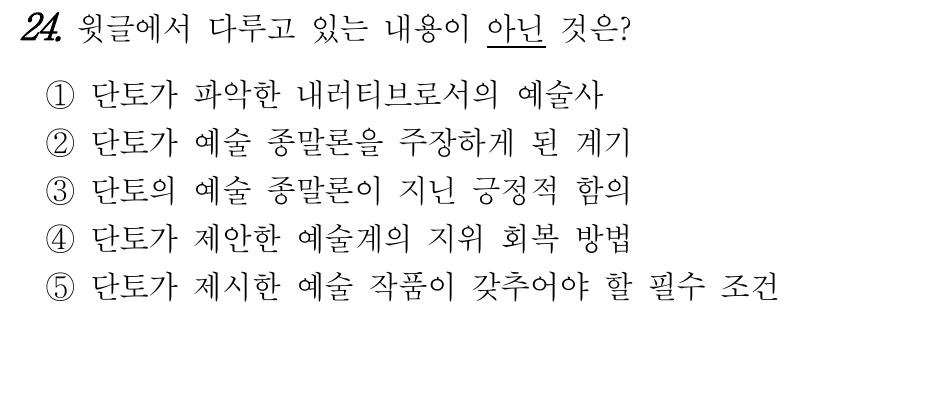 24. 윗글에서 다루고 있는 내용이 아닌 것은?
① 단토가 파악한 내러티브로서의 예술사
② 단토가 예술 종말론을 주장하게 된 계기
③ 단토의 예술 종말론이 지닌 긍정적 함의
④ 단토가 제안한 예술계의 지위 회복 방법
⑤ 단토가 제시한 예술 작품이 갖추어야 할 필수 조건